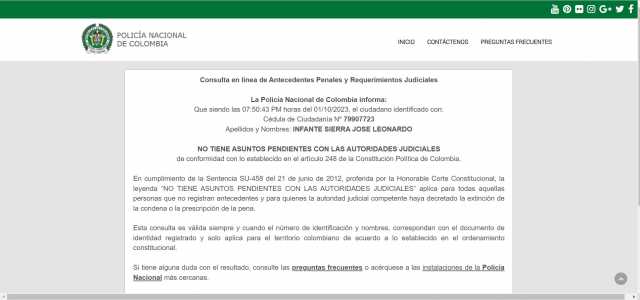 POLICÍA NACIONAL
DE COLOMBIA
INICIO CONTÁCTENOS PREGUNTAS FRECUENTES
Consulta en línea de Antecedentes Penales y Requerimientos Judiciales
La Policía Nacional de Colombia informa:
Que siendo las 07:50:43 PM horas del 01/10/2023, el ciudadano identificado con:
Cédula de Ciudadanía Nº 79907723
Apellidos y Nombres: INFANTE SIERRA JOSE LEONARDO
NO TIENE ASUNTOS PENDIENTES CON LAS AUTORIDADES JUDICIALES
de conformidad con lo establecido en el artículo 248 de la Constitución Política de Colombia.
En cumplimiento de la Sentencia SU-458 del 21 de junio de 2012, proferida por la Honorable Corte Constitucional, la
leyenda "NO TIENE ASUNTOS PENDIENTES CON LAS AUTORIDADES JUDICIALES" aplica para todas aquellas
personas que no registran antecedentes y para quienes la autoridad judicial competente haya decretado la extinción de
la condena o la prescripción de la pena.
Esta consulta es válida siempre y cuando el número de identificación y nombres, correspondan con el documento de
identidad registrado y solo aplica para el territorio colombiano de acuerdo a lo establecido en el ordenamiento
constitucional.
Si tiene alguna duda con el resultado, consulte las preguntas frecuentes o acérquese a las instalaciones de la Policía
Nacional más cercanas.